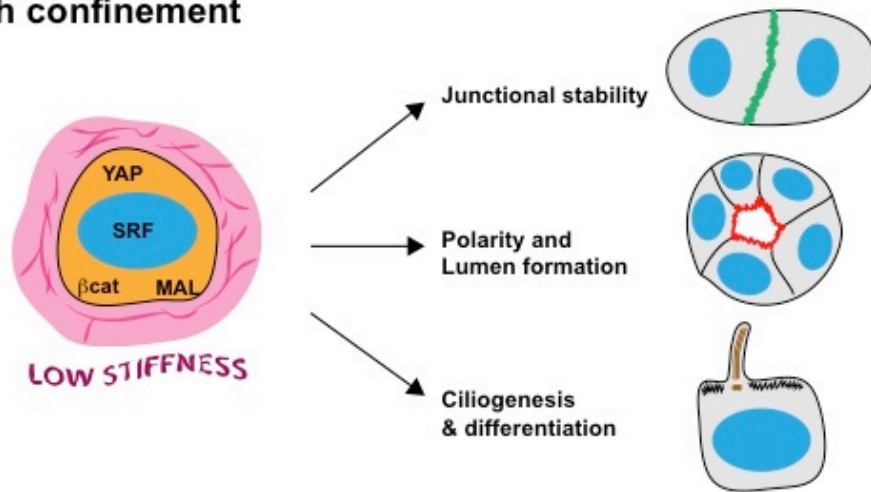 h confinement
Junctional stability
YAP
SRF
Polarity and
Lumen formation
βcat MAL
LOW STIFFNESS
Ciliogenesis
& differentiation